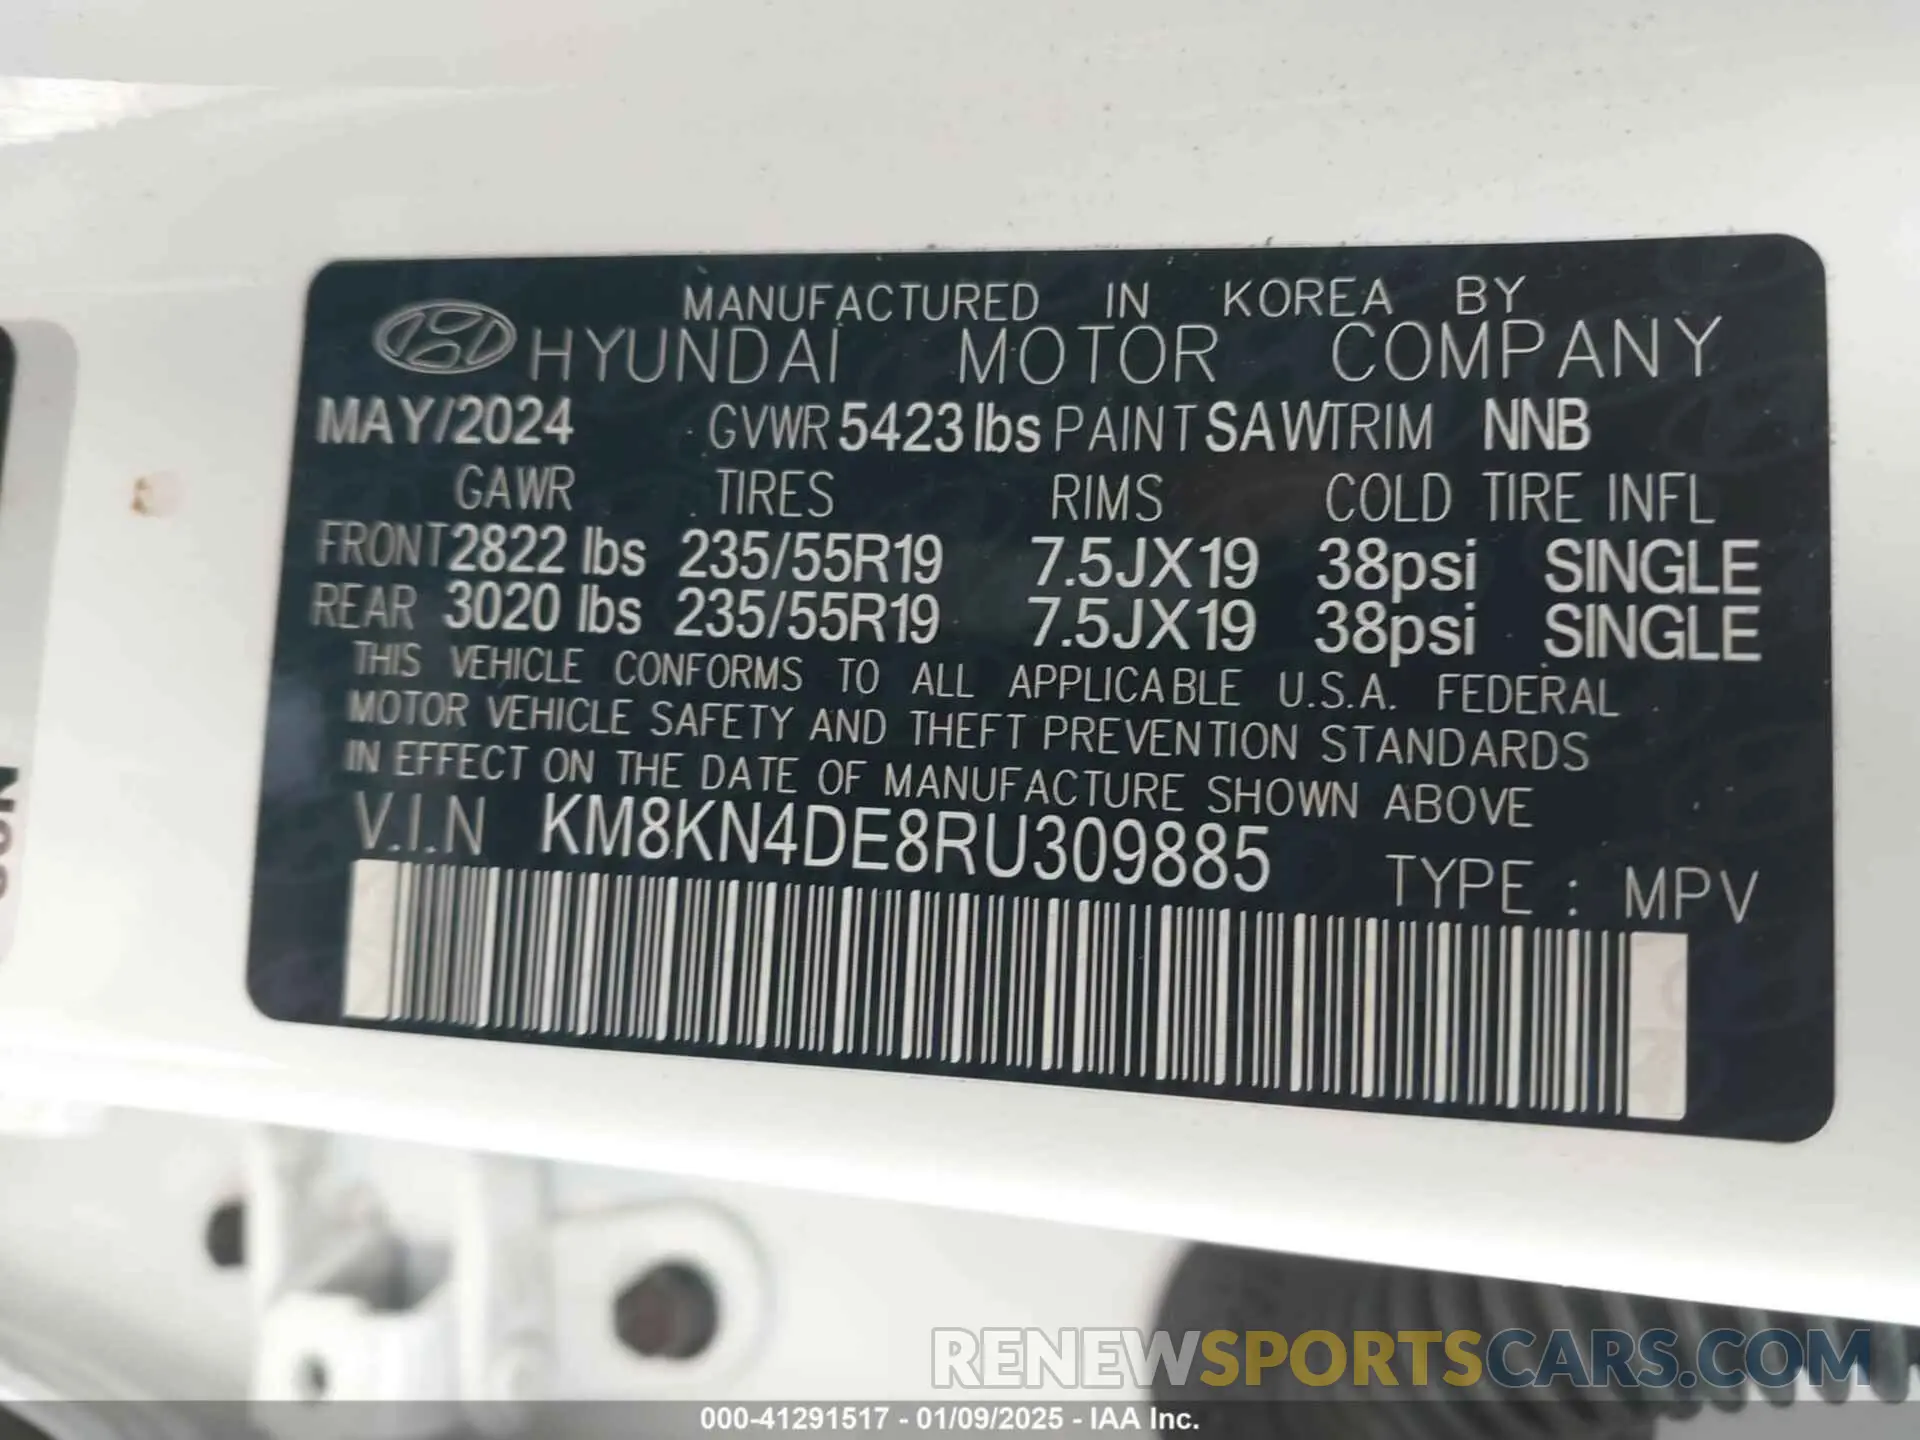 MANUFACTURED IN KOREA BY
HYUNDAI MOTOR COMPANY
MAY/2024 GVWR 5423 lbs PAINT SAW TRIM NNB
GAWR TIRES RIMS COLD TIRE INFL
FRONT 2822 lbs 235/55R19 7.5JX19 38psi SINGLE
REAR 3020 lbs 235/55R19 7.5JX19 38psi SINGLE
THIS VEHICLE CONFORMS TO ALL APPLICABLE U.S.A. FEDERAL
MOTOR VEHICLE SAFETY AND THEFT PREVENTION STANDARDS
IN EFFECT ON THE DATE OF MANUFACTURE SHOWN ABOVE
V.I.N KM8KN4DE8RU309885
TYPE : MPV
RENEWSPORTSCARS.COM
000-41291517 - 01/09/2025 - IAA Inc.